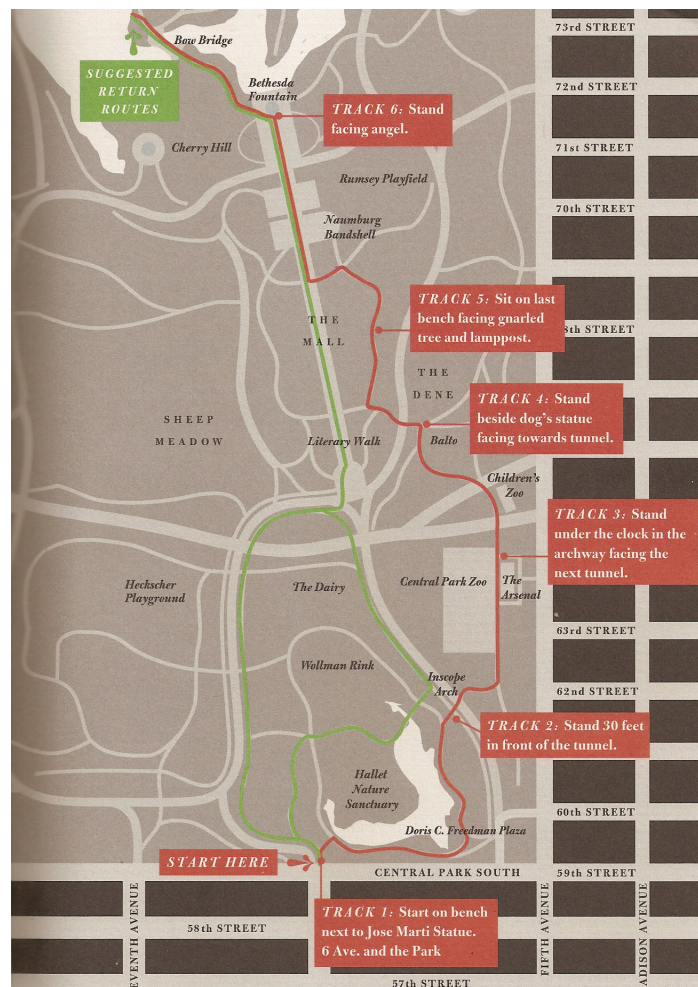 73rd STREET
Bow Bridge
SUGGESTED
RETURN
ROUTES
Bethesda
Fountain
72nd STREET
TRACK 6: Stand
facing angel.
Cherry Hill
71st STREET
Rumsey Playfield
70th STREET
Naumburg
Bandshell
TRACK 5: Sit on last
bench facing gnarled
tree and lamppost.
THE
MALL
8th STREET
THE
DENE
TRACK 4: Stand
beside dog's statue
facing towards tunnel.
SHEEP
MEADOW
Literary Walk
Balto
Children's
Zoo
TRACK 3: Stand
under the clock in the
archway facing the
next tunnel.
Heckscher
Playground
The Dairy
Central Park Zoo
The
Arsenal
63rd STREET
Wollman Rink
Inscope
Arch
62nd STREET
TRACK 2: Stand 30 feet
in front of the tunnel.
Hallet
Nature
Sanctuary
60th STREET
Doris C. Freedman Plaza
START HERE
CENTRAL PARK SOUTH
59th STREET
TRACK 1: Start on bench
next to Jose Marti Statue.
6 Ave. and the Park
58th STREET
EVENTH AVENUE
FIFTH AVENUE
ADISON AVENUE
57th STREET